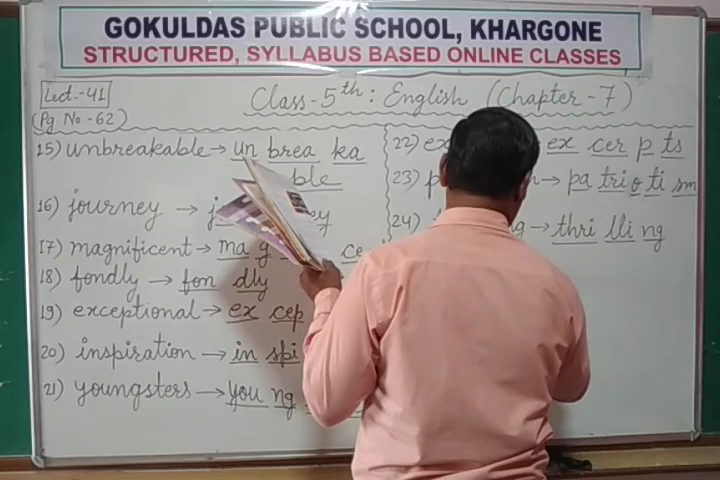 GOKULDAS PUBLIC SCHOOL, KHARGONE
STRUCTURED, SYLLABUS BASED ONLINE CLASSES
Lect.-41
Class-5th: English (Chapter-7)
(Pg No.-62)
15) unbreakable → un brea ka
ble
16) journey →
17) magnificent → ma g
18) fondly → fon dly
19) exceptional → ex cep
20) inspiration → in spi
21) youngsters → you ng
22) ex cer p ts
23) → pa tri o ti sm
24) → thri lli ng